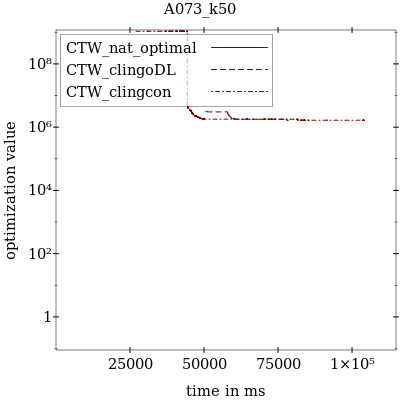 A073_k50
CTW_nat_optimal
CTW_clingoDL
CTW_clingcon
10⁸
10⁶
10⁴
10²
1
optimization value
25000 50000 75000 1×10⁵
time in ms